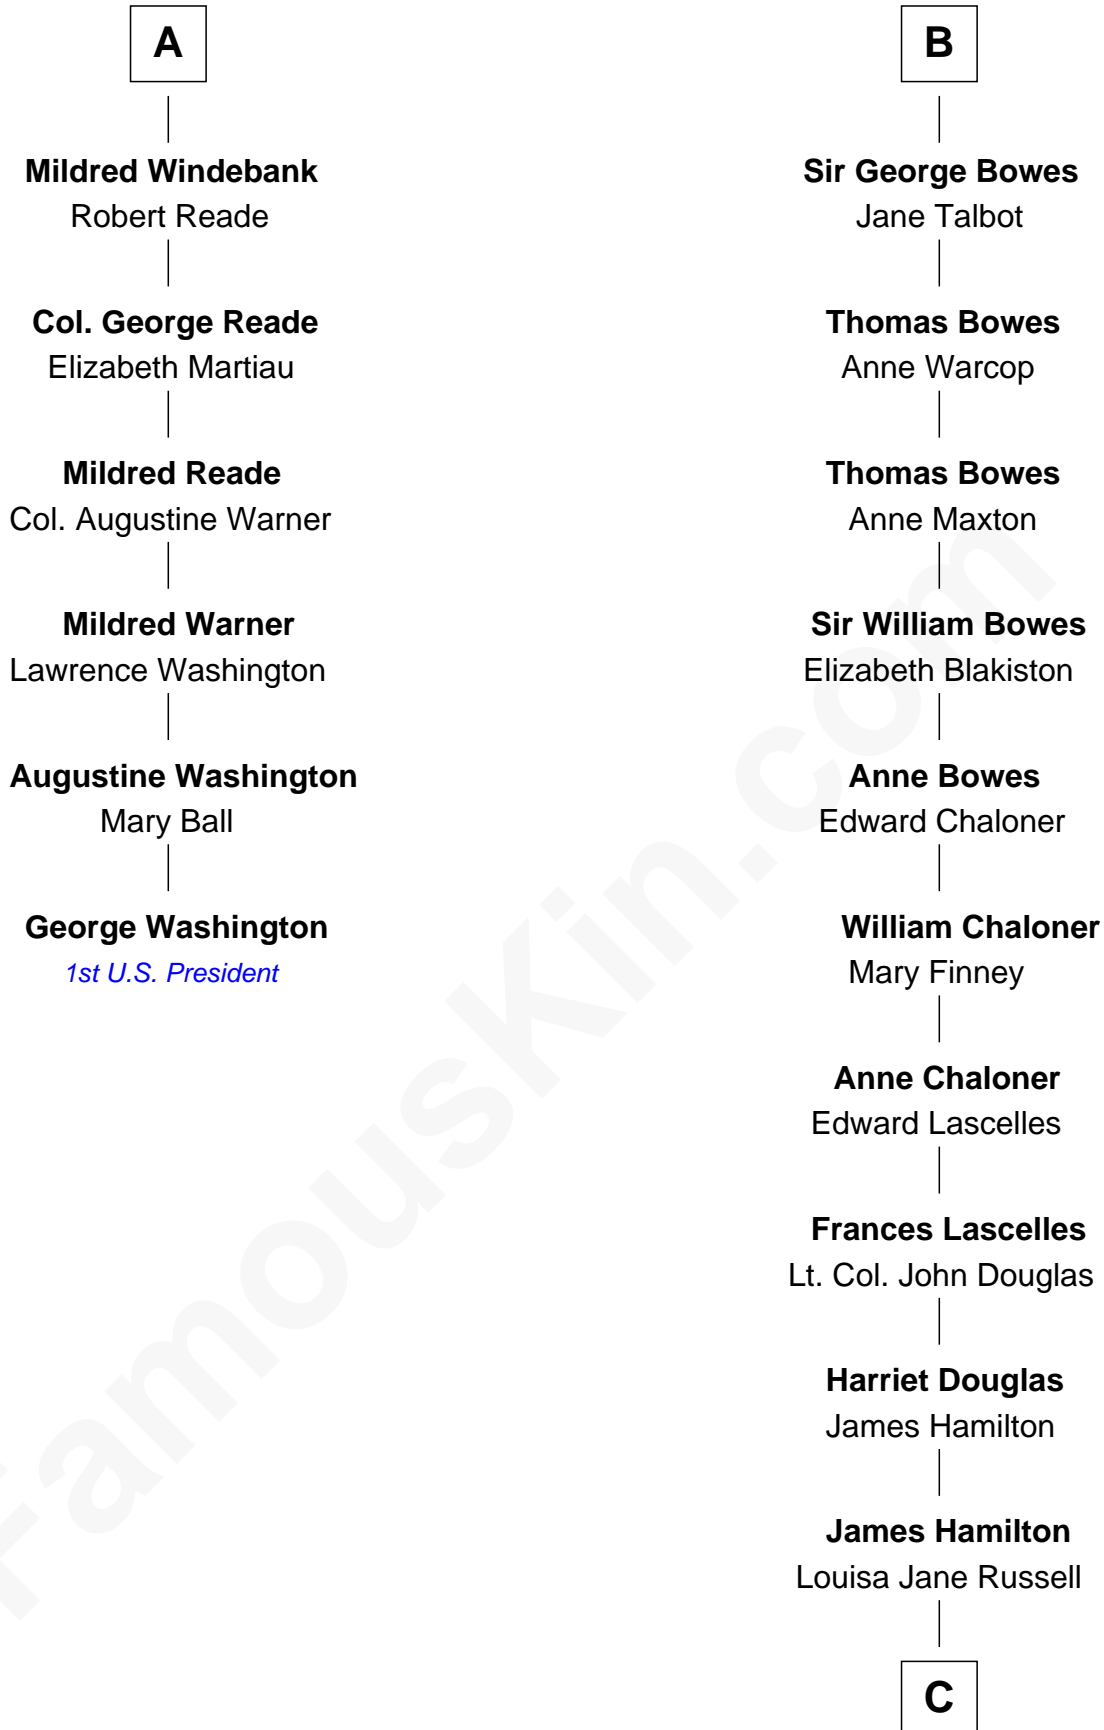 A
Mildred Windebank
Robert Reade
Col. George Reade
Elizabeth Martiau
Mildred Reade
Col. Augustine Warner
Mildred Warner
Lawrence Washington
Augustine Washington
Mary Ball
George Washington
1st U.S. President
B
Sir George Bowes
Jane Talbot
Thomas Bowes
Anne Warcop
Thomas Bowes
Anne Maxton
Sir William Bowes
Elizabeth Blakiston
Anne Bowes
Edward Chaloner
William Chaloner
Mary Finney
Anne Chaloner
Edward Lascelles
Frances Lascelles
Lt. Col. John Douglas
Harriet Douglas
James Hamilton
James Hamilton
Louisa Jane Russell
C
FamousKin.com